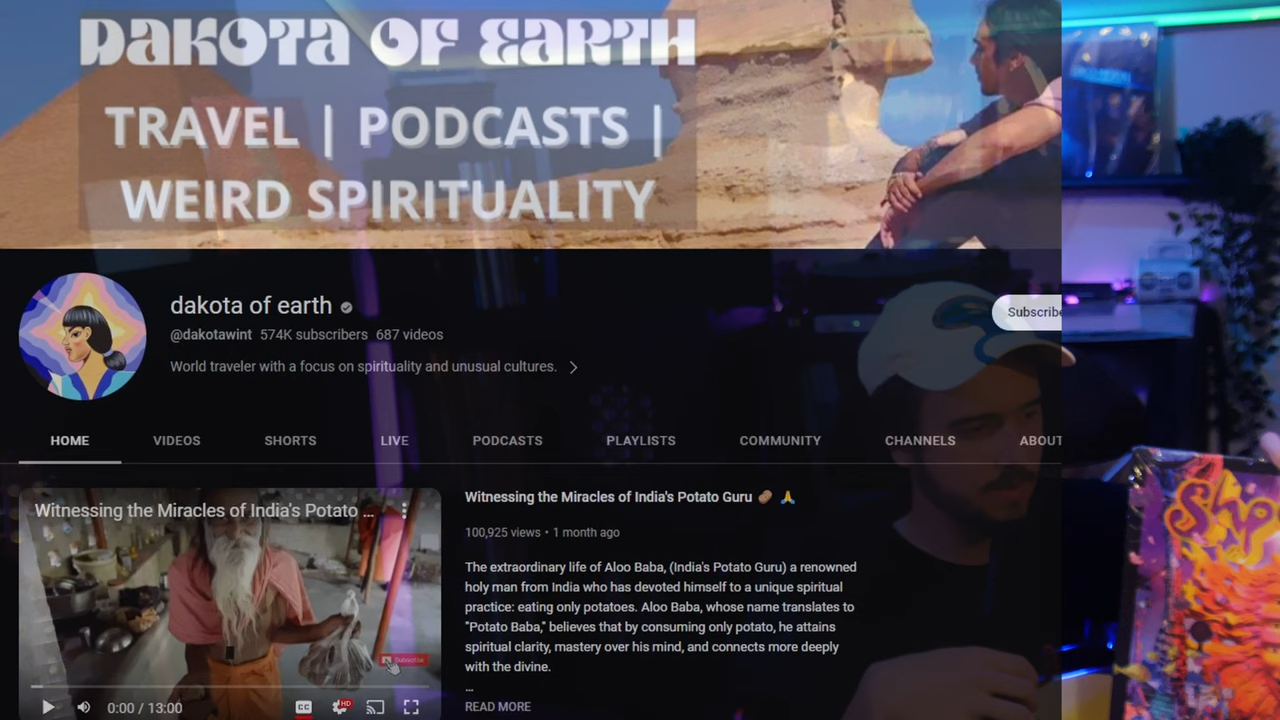 DAKOTA OF EARTH
TRAVEL | PODCASTS |
WEIRD SPIRITUALITY
dakota of earth
@dakotawint 574K subscribers 687 videos
Subscribe
World traveler with a focus on spirituality and unusual cultures.
HOME VIDEOS SHORTS LIVE PODCASTS PLAYLISTS COMMUNITY CHANNELS ABOUT
Witnessing the Miracles of India's Potato ...
Subscribe
0:00 / 13:00
CC
HD
Witnessing the Miracles of India's Potato Guru 🥔 🙏
100,925 views • 1 month ago
The extraordinary life of Aloo Baba, (India's Potato Guru) a renowned
holy man from India who has devoted himself to a unique spiritual
practice: eating only potatoes. Aloo Baba, whose name translates to
"Potato Baba," believes that by consuming only potato, he attains
spiritual clarity, mastery over his mind, and connects more deeply
with the divine.
...
READ MORE